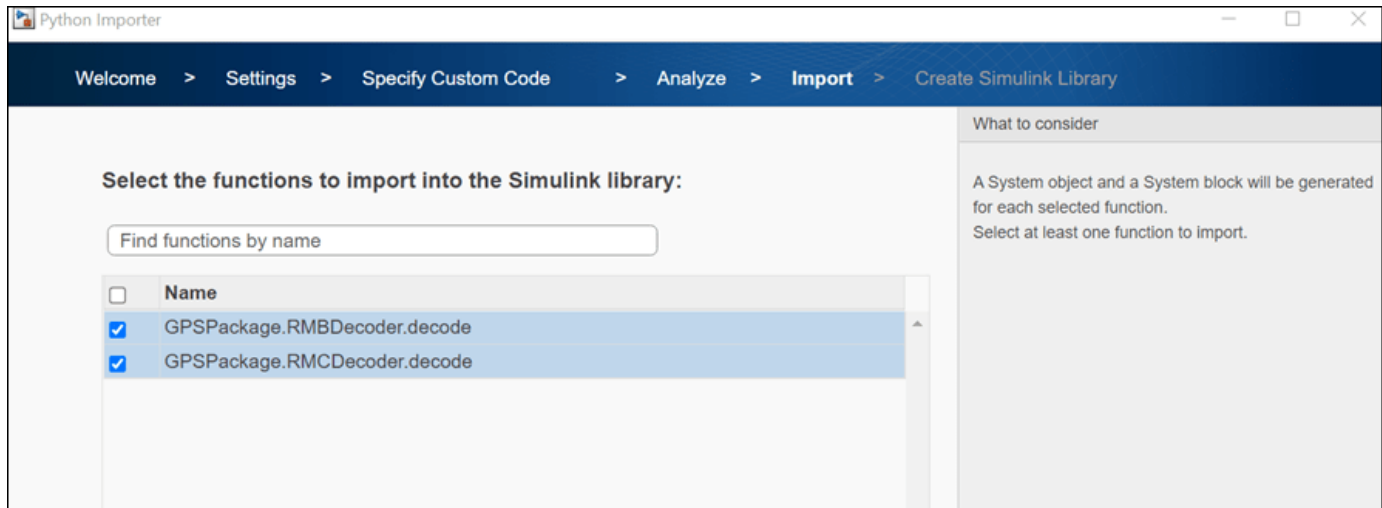 Python Importer
Welcome > Settings > Specify Custom Code > Analyze > Import > Create Simulink Library
What to consider
Select the functions to import into the Simulink library:
A System object and a System block will be generated
for each selected function.
Select at least one function to import.
Find functions by name
Name
GPSPackage.RMBDecoder.decode
GPSPackage.RMCDecoder.decode